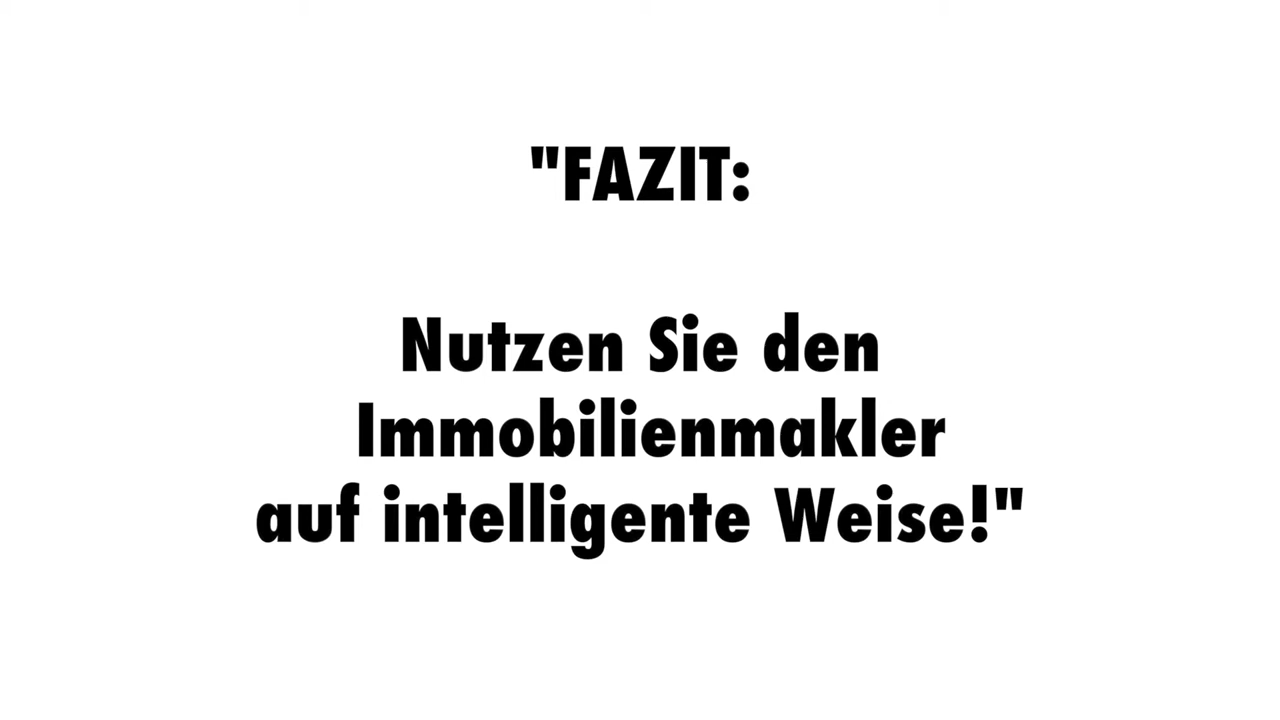 "FAZIT:
Nutzen Sie den
Immobilienmakler
auf intelligente Weise!"